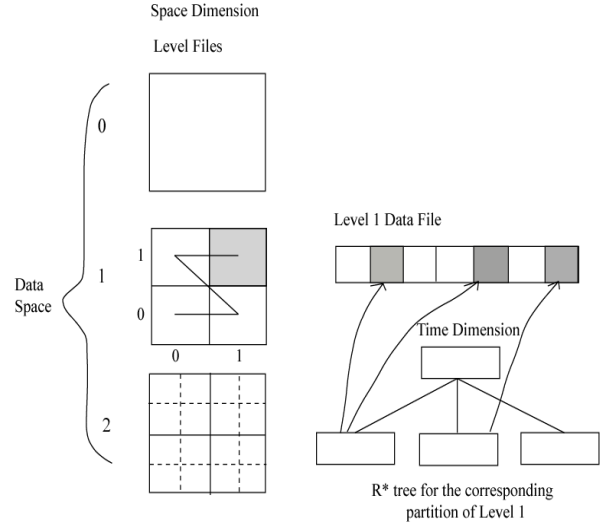 Space Dimension
Level Files
0
1
1
0
0 1
Data
Space
2
Level 1 Data File
Time Dimension
R* tree for the corresponding
partition of Level 1